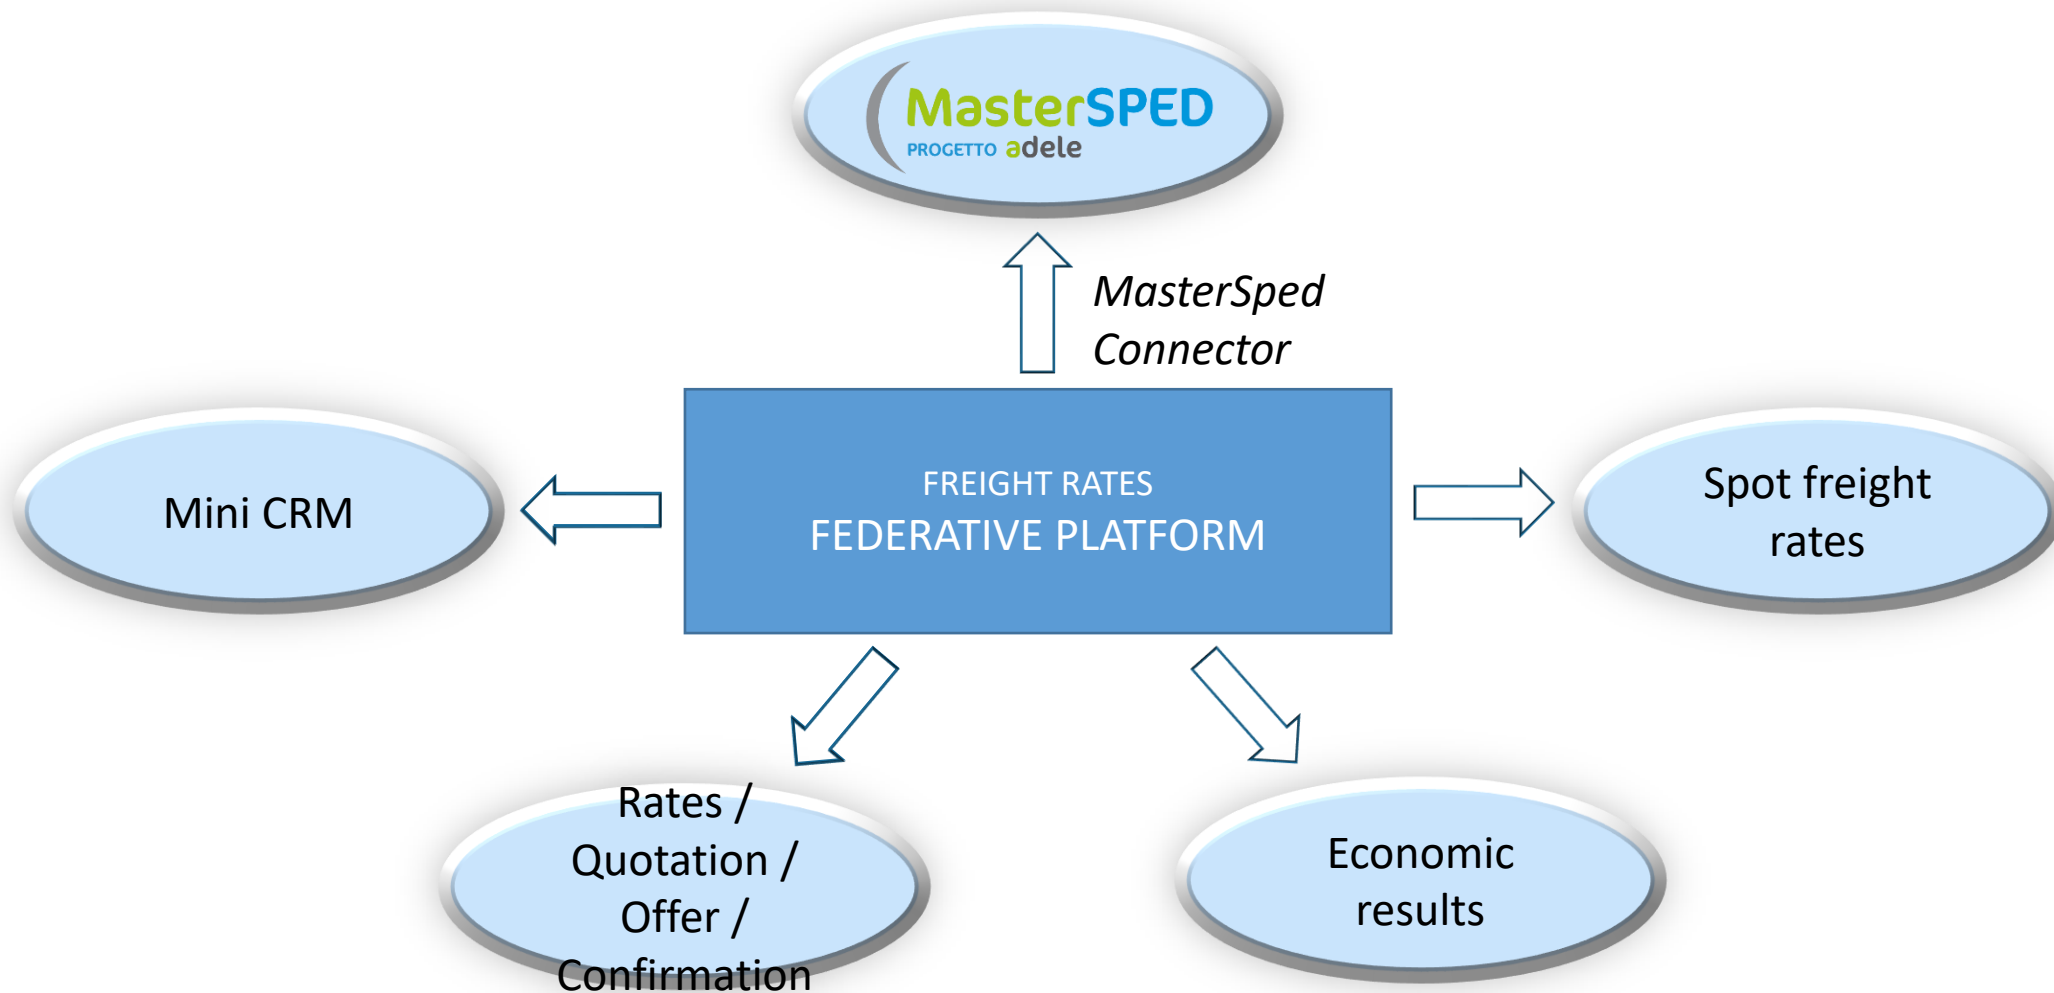 MasterSPED
PROGETTO adele
MasterSped
Connector
Mini CRM
FREIGHT RATES
FEDERATIVE PLATFORM
Spot freight
rates
Rates /
Quotation /
Offer /
Confirmation
Economic
results